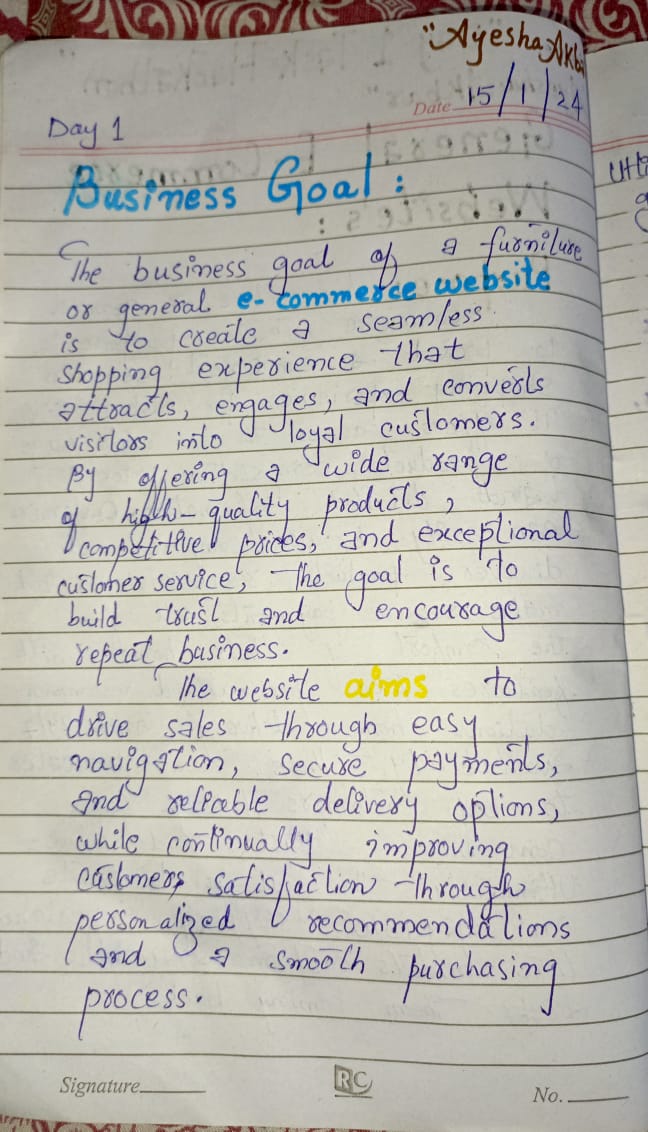 "Ayesha Akb
Date 15/1/24
Day 1
Business Goal :
The business goal of a furniture
or general e-commerce website
is to create a seamless
shopping experience that
attracts, engages, and converts
visitors into loyal customers.
By offering a wide range
of high-quality products,
competitive prices, and exceptional
customer service, the goal is to
build trust and encourage
repeat business.
The website aims to
drive sales through easy
navigation, secure payments,
and reliable delivery options,
while continually improving
customers satisfaction through
personalized recommendations
and a smooth purchasing
process.
Signature
RC
No.